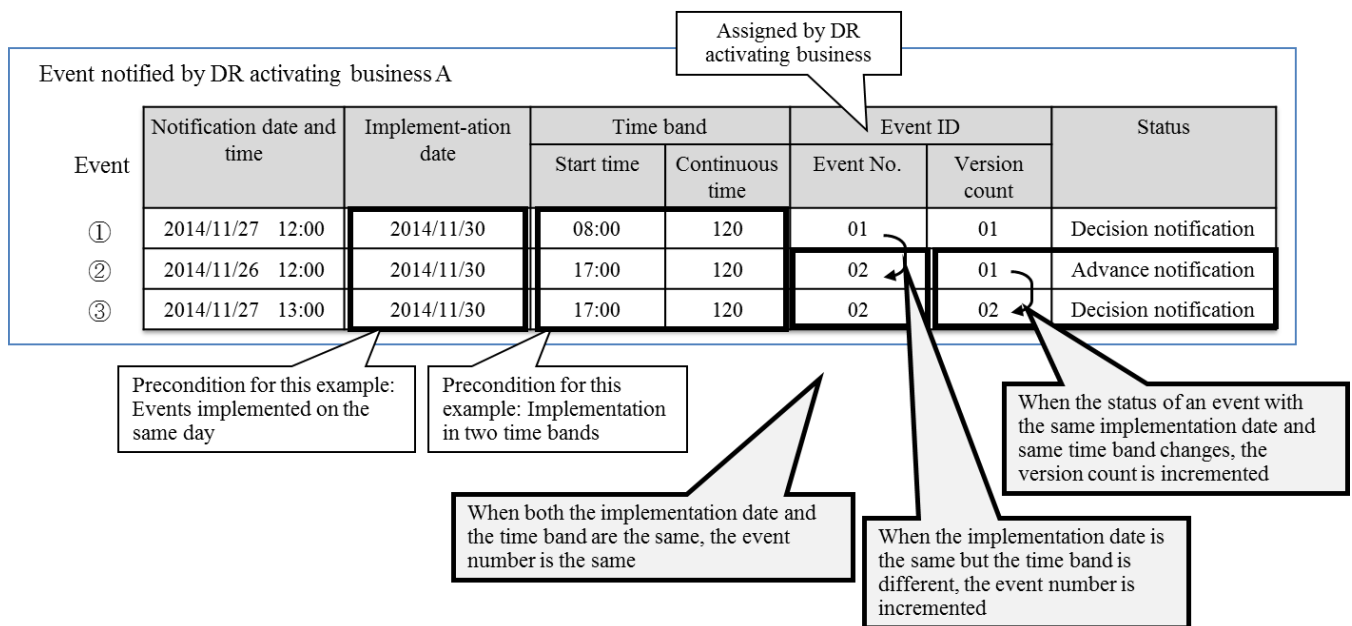 Assigned by DR
activating business
Event notified by DR activating business A
Event
Notification date and
time
Implement-ation
date
Time band
Event ID
Status
Start time
Continuous
time
Event No.
Version
count
① 2014/11/27 12:00 2014/11/30 08:00 120 01 01 Decision notification
② 2014/11/26 12:00 2014/11/30 17:00 120 02 01 Advance notification
③ 2014/11/27 13:00 2014/11/30 17:00 120 02 02 Decision notification
Precondition for this example:
Events implemented on the
same day
Precondition for this
example: Implementation
in two time bands
When the status of an event with
the same implementation date and
same time band changes, the
version count is incremented
When both the implementation date and
the time band are the same, the event
number is the same
When the implementation date is
the same but the time band is
different, the event number is
incremented